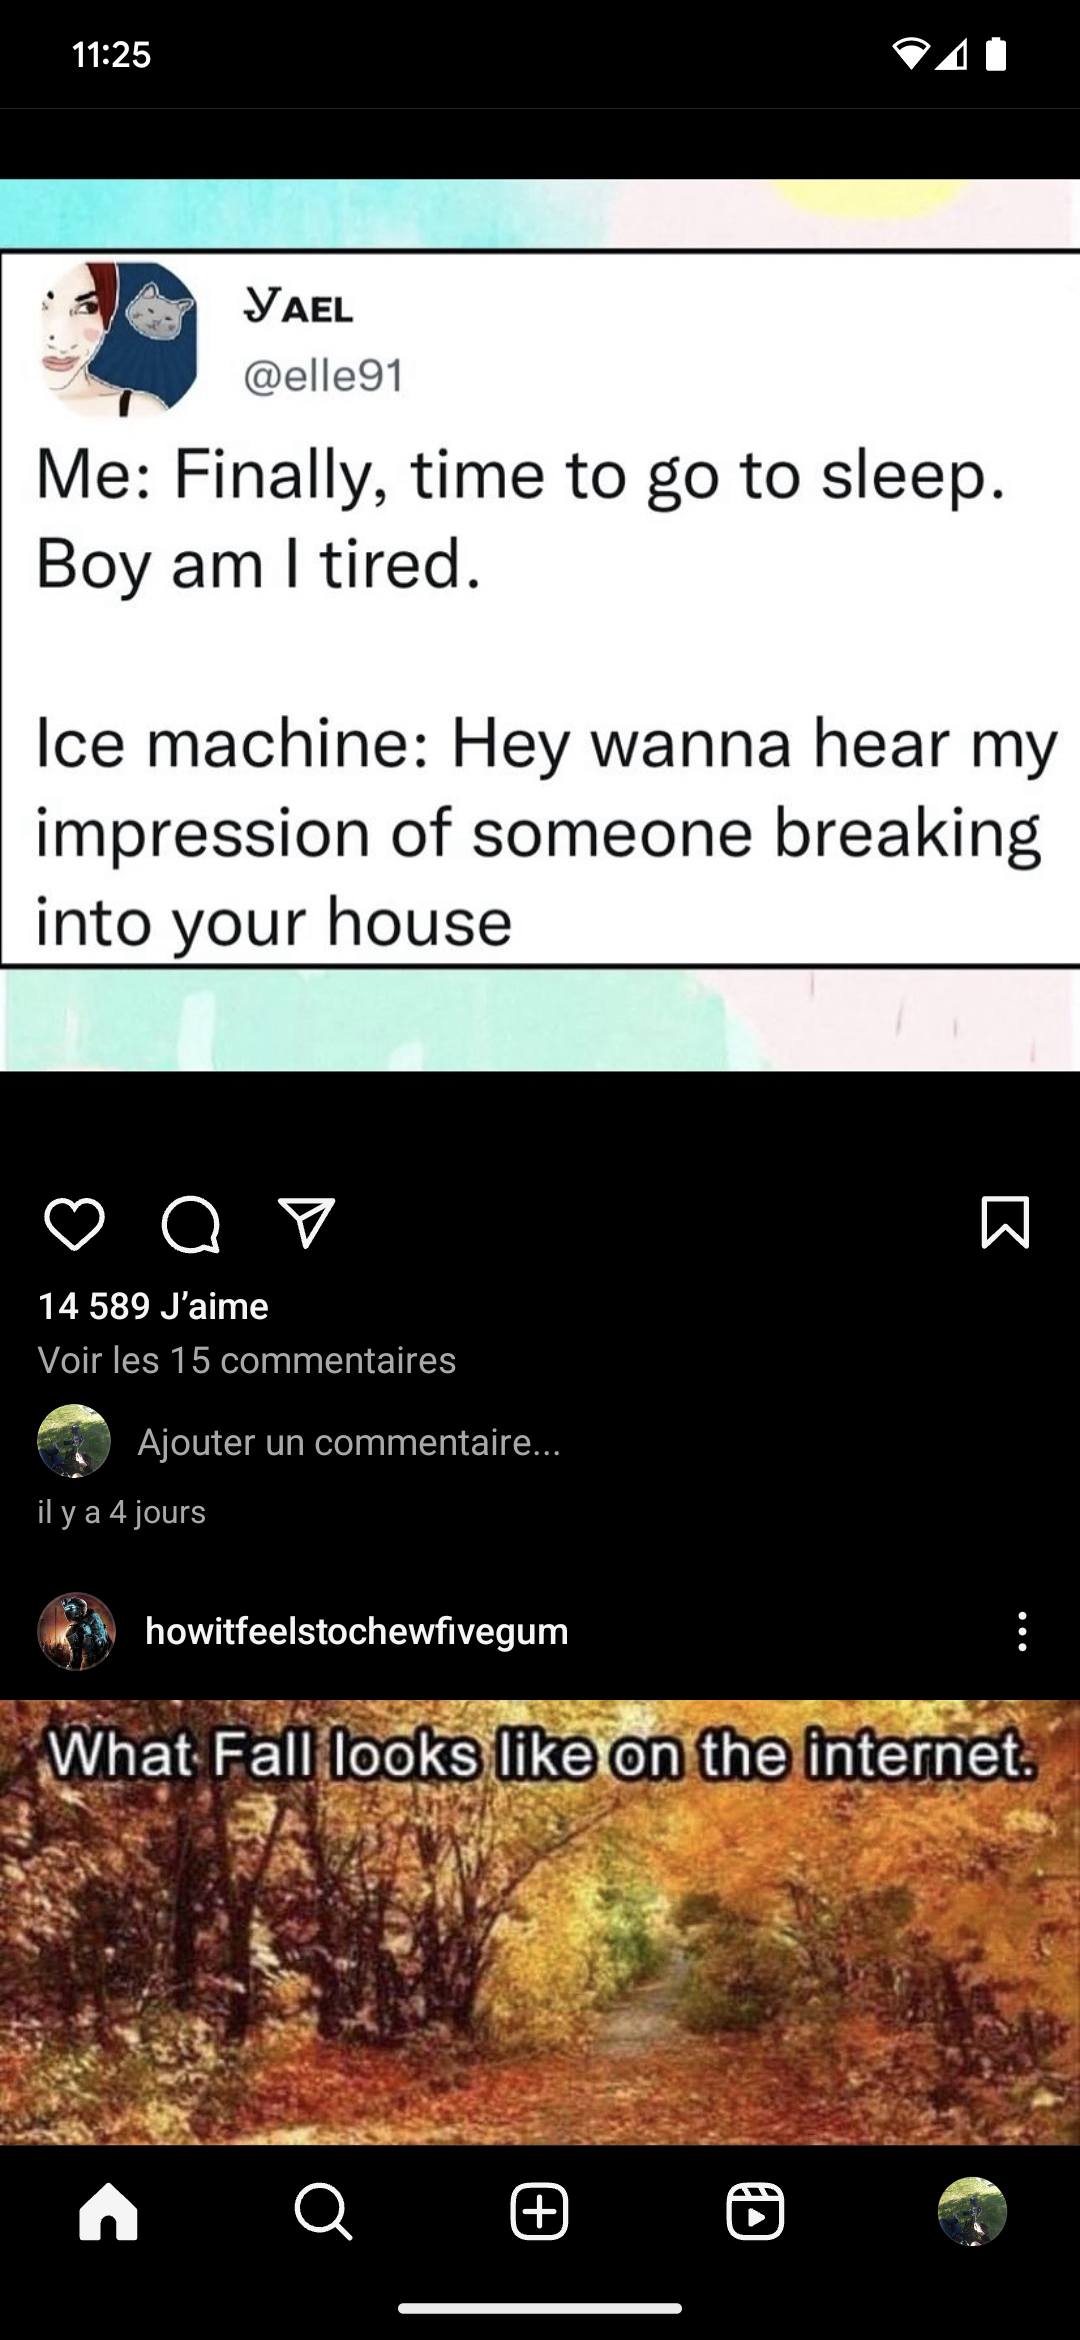 11:25
YAEL
@elle91
Me: Finally, time to go to sleep.
Boy am I tired.
Ice machine: Hey wanna hear my
impression of someone breaking
into your house
14 589 J’aime
Voir les 15 commentaires
Ajouter un commentaire...
il y a 4 jours
howitfeelstochewfivegum
What Fall looks like on the internet.